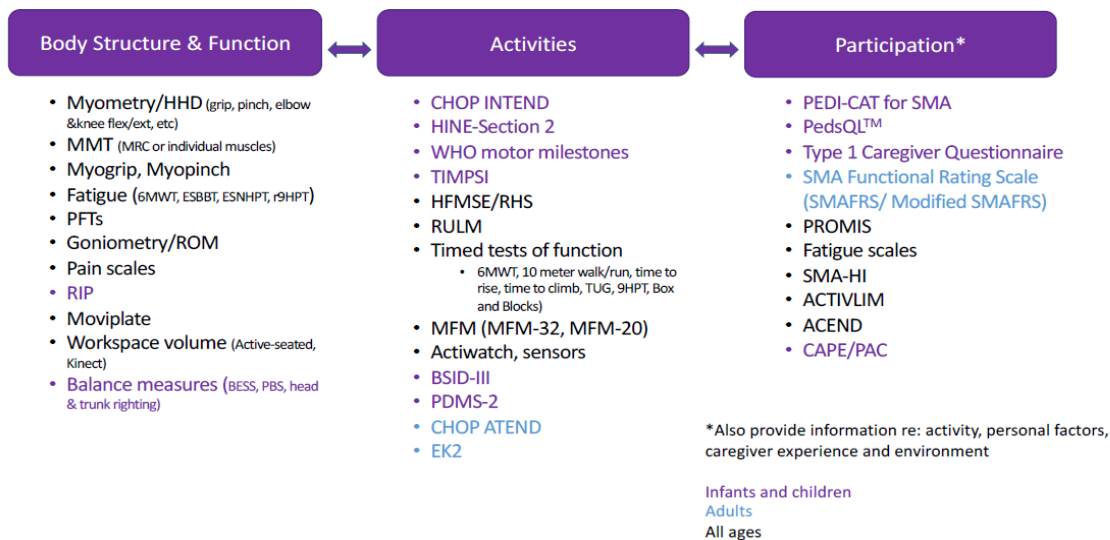 Body Structure & Function
• Myometry/HHD (grip, pinch, elbow
&knee flex/ext, etc)
• MMT (MRC or individual muscles)
• Myogrip, Myopinch
• Fatigue (6MWT, ESBBT, ESNHPT, r9HPT)
• PFTs
• Goniometry/ROM
• Pain scales
• RIP
• Moviplate
• Workspace volume (Active-seated,
Kinect)
• Balance measures (BESS, PBS, head
& trunk righting)
Activities
• CHOP INTEND
• HINE-Section 2
• WHO motor milestones
• TIMPSI
• HFMSE/RHS
• RULM
• Timed tests of function
• 6MWT, 10 meter walk/run, time to
rise, time to climb, TUG, 9HPT, Box
and Blocks)
• MFM (MFM-32, MFM-20)
• Actiwatch, sensors
• BSID-III
• PDMS-2
• CHOP ATEND
• EK2
Participation*
• PEDI-CAT for SMA
• PedsQL™
• Type 1 Caregiver Questionnaire
• SMA Functional Rating Scale
(SMAFRS/ Modified SMAFRS)
• PROMIS
• Fatigue scales
• SMA-HI
• ACTIVLIM
• ACEND
• CAPE/PAC
*Also provide information re: activity, personal factors,
caregiver experience and environment
Infants and children
Adults
All ages